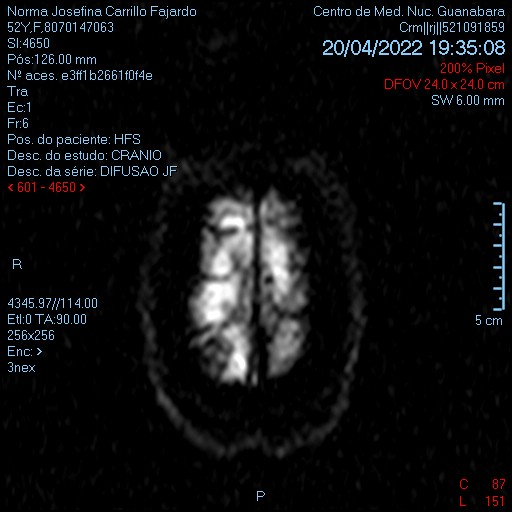 Norma Josefina Carrillo Fajardo
52Y,F,8070147063
Sl:4650
Pós:126.00 mm
Nº aces. e3ff1b2661f0f4e
Tra
Ec:1
Fr:6
Pos. do paciente: HFS
Desc. do estudo: CRANIO
Desc. da série: DIFUSAO JF
< 601 - 4650 >
Centro de Med. Nuc. Guanabara
Crm||rj||521091859
20/04/2022 19:35:08
200% Pixel
DFOV 24.0 x 24.0 cm
SW 6.00 mm
R
4345.97//114.00
Etl:0 TA:90.00
256x256
Enc: >
3nex
5 cm
P
C 87
L 151